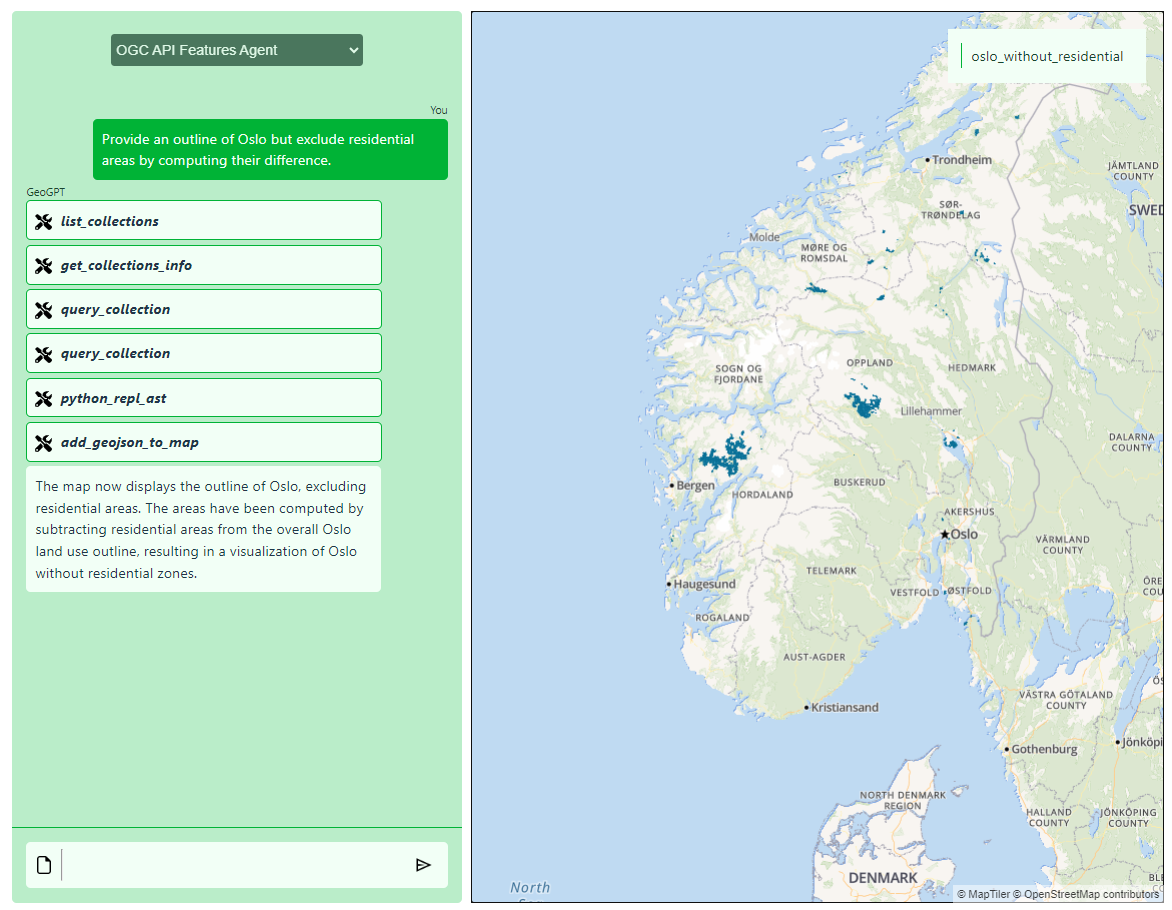 OGC API Features Agent
You
Provide an outline of Oslo but exclude residential
areas by computing their difference.
GeoGPT
list_collections
get_collections_info
query_collection
query_collection
python_repl_ast
add_geojson_to_map
The map now displays the outline of Oslo, excluding
residential areas. The areas have been computed by
subtracting residential areas from the overall Oslo
land use outline, resulting in a visualization of Oslo
without residential zones.
oslo_without_residential
Trondheim
JÄMTLAND
COUNTY
SØR-
TRØNDELAG
SWED
Molde
MØRE OG
ROMSDAL
SOGN OG
FJORDANE
OPPLAND
HEDMARK
Lillehammer
DALARNA
COUNTY
Bergen
HORDALAND
BUSKERUD
AKERSHUS
Oslo
VÄRMLAND
COUNTY
TELEMARK
Haugesund
VESTFOLD
ØSTFOLD
ÖRE
COU
ROGALAND
AUST-AGDER
ÖS
VÄSTRA GÖTALAND
COUNTY
Kristiansand
Gothenburg
Jönköpi
NORTH DENMARK
REGION
HALLAND
COUNTY
JÖNKÖPING
COUNTY
DENMARK
BLE
North
© MapTiler © OpenStreetMap contributors